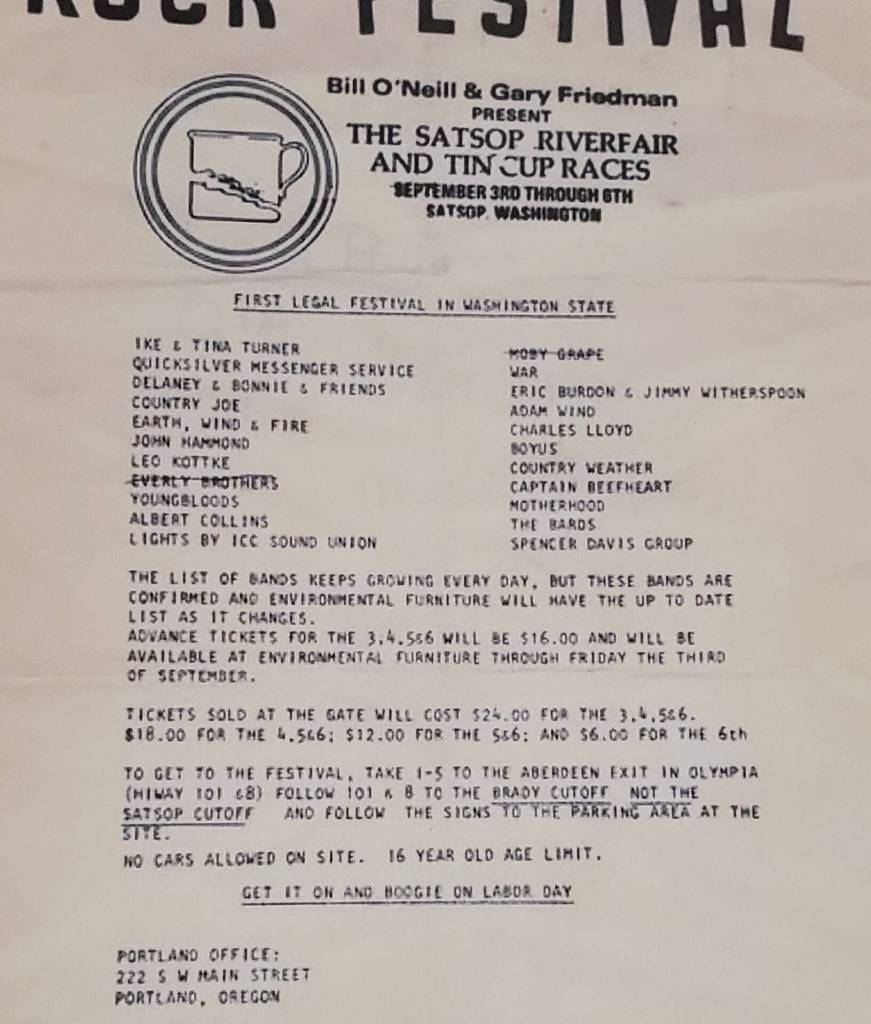 ROCK FESTIVAL
Bill O'Neill & Gary Friedman
PRESENT
THE SATSOP RIVERFAIR
AND TIN CUP RACES
SEPTEMBER 3RD THROUGH 6TH
SATSOP, WASHINGTON
FIRST LEGAL FESTIVAL IN WASHINGTON STATE
IKE & TINA TURNER
QUICKSILVER MESSENGER SERVICE
DELANEY & BONNIE & FRIENDS
COUNTRY JOE
EARTH, WIND & FIRE
JOHN HAMMOND
LEO KOTTKE
EVERLY BROTHERS
YOUNGBLOODS
ALBERT COLLINS
LIGHTS BY ICC SOUND UNION
MOBY GRAPE
WAR
ERIC BURDON & JIMMY WITHERSPOON
ADAM WIND
CHARLES LLOYD
BOYUS
COUNTRY WEATHER
CAPTAIN BEEFHEART
MOTHERHOOD
THE BARDS
SPENCER DAVIS GROUP
THE LIST OF BANDS KEEPS GROWING EVERY DAY, BUT THESE BANDS ARE
CONFIRMED AND ENVIRONMENTAL FURNITURE WILL HAVE THE UP TO DATE
LIST AS IT CHANGES.
ADVANCE TICKETS FOR THE 3,4,5&6 WILL BE $16.00 AND WILL BE
AVAILABLE AT ENVIRONMENTAL FURNITURE THROUGH FRIDAY THE THIRD
OF SEPTEMBER.
TICKETS SOLD AT THE GATE WILL COST $24.00 FOR THE 3,4,5&6.
$18.00 FOR THE 4,5&6; $12.00 FOR THE 5&6; AND $6.00 FOR THE 6th
TO GET TO THE FESTIVAL, TAKE I-5 TO THE ABERDEEN EXIT IN OLYMPIA
(HIWAY 101 &8) FOLLOW 101 & 8 TO THE BRADY CUTOFF NOT THE
SATSOP CUTOFF AND FOLLOW THE SIGNS TO THE PARKING AREA AT THE
SITE.
NO CARS ALLOWED ON SITE. 16 YEAR OLD AGE LIMIT.
GET IT ON AND BOOGIE ON LABOR DAY
PORTLAND OFFICE:
222 S W MAIN STREET
PORTLAND, OREGON